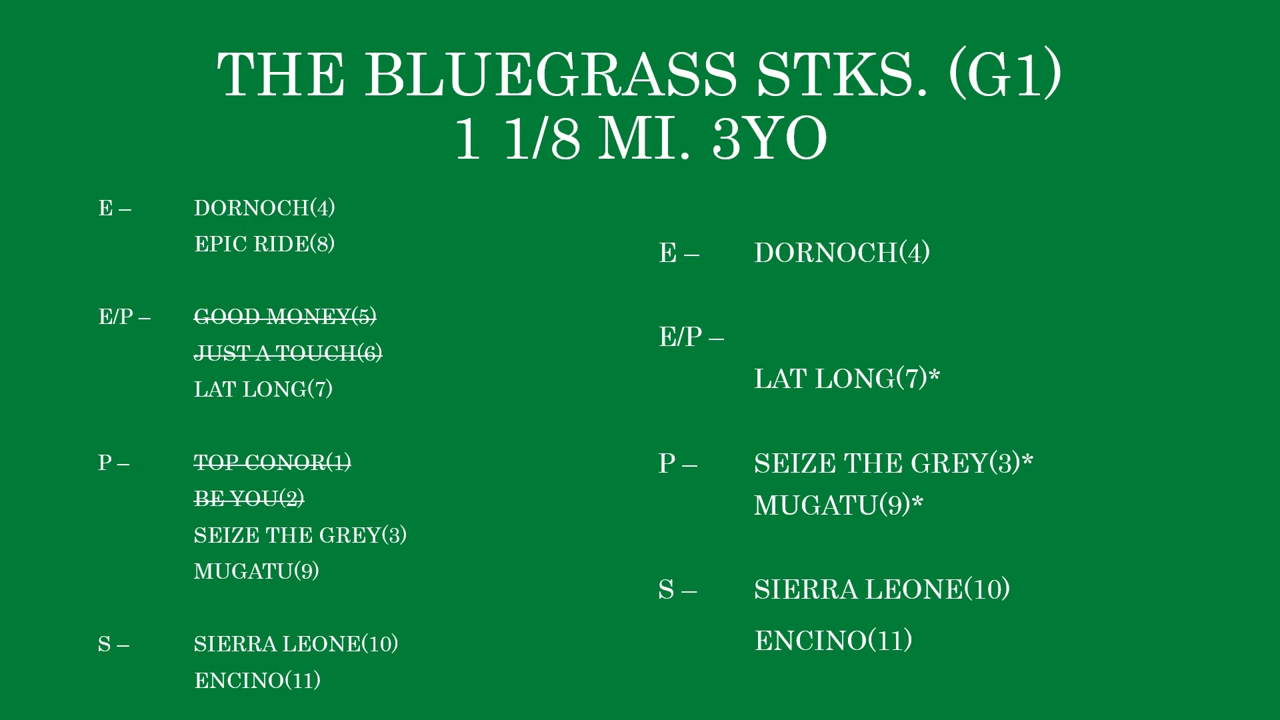 THE BLUEGRASS STKS. (G1)
1 1/8 MI. 3YO
E – DORNOCH(4)
EPIC RIDE(8)
E/P – GOOD MONEY(5)
JUST A TOUCH(6)
LAT LONG(7)
P – TOP CONOR(1)
BE YOU(2)
SEIZE THE GREY(3)
MUGATU(9)
S – SIERRA LEONE(10)
ENCINO(11)
E – DORNOCH(4)
E/P –
LAT LONG(7)*
P – SEIZE THE GREY(3)*
MUGATU(9)*
S – SIERRA LEONE(10)
ENCINO(11)